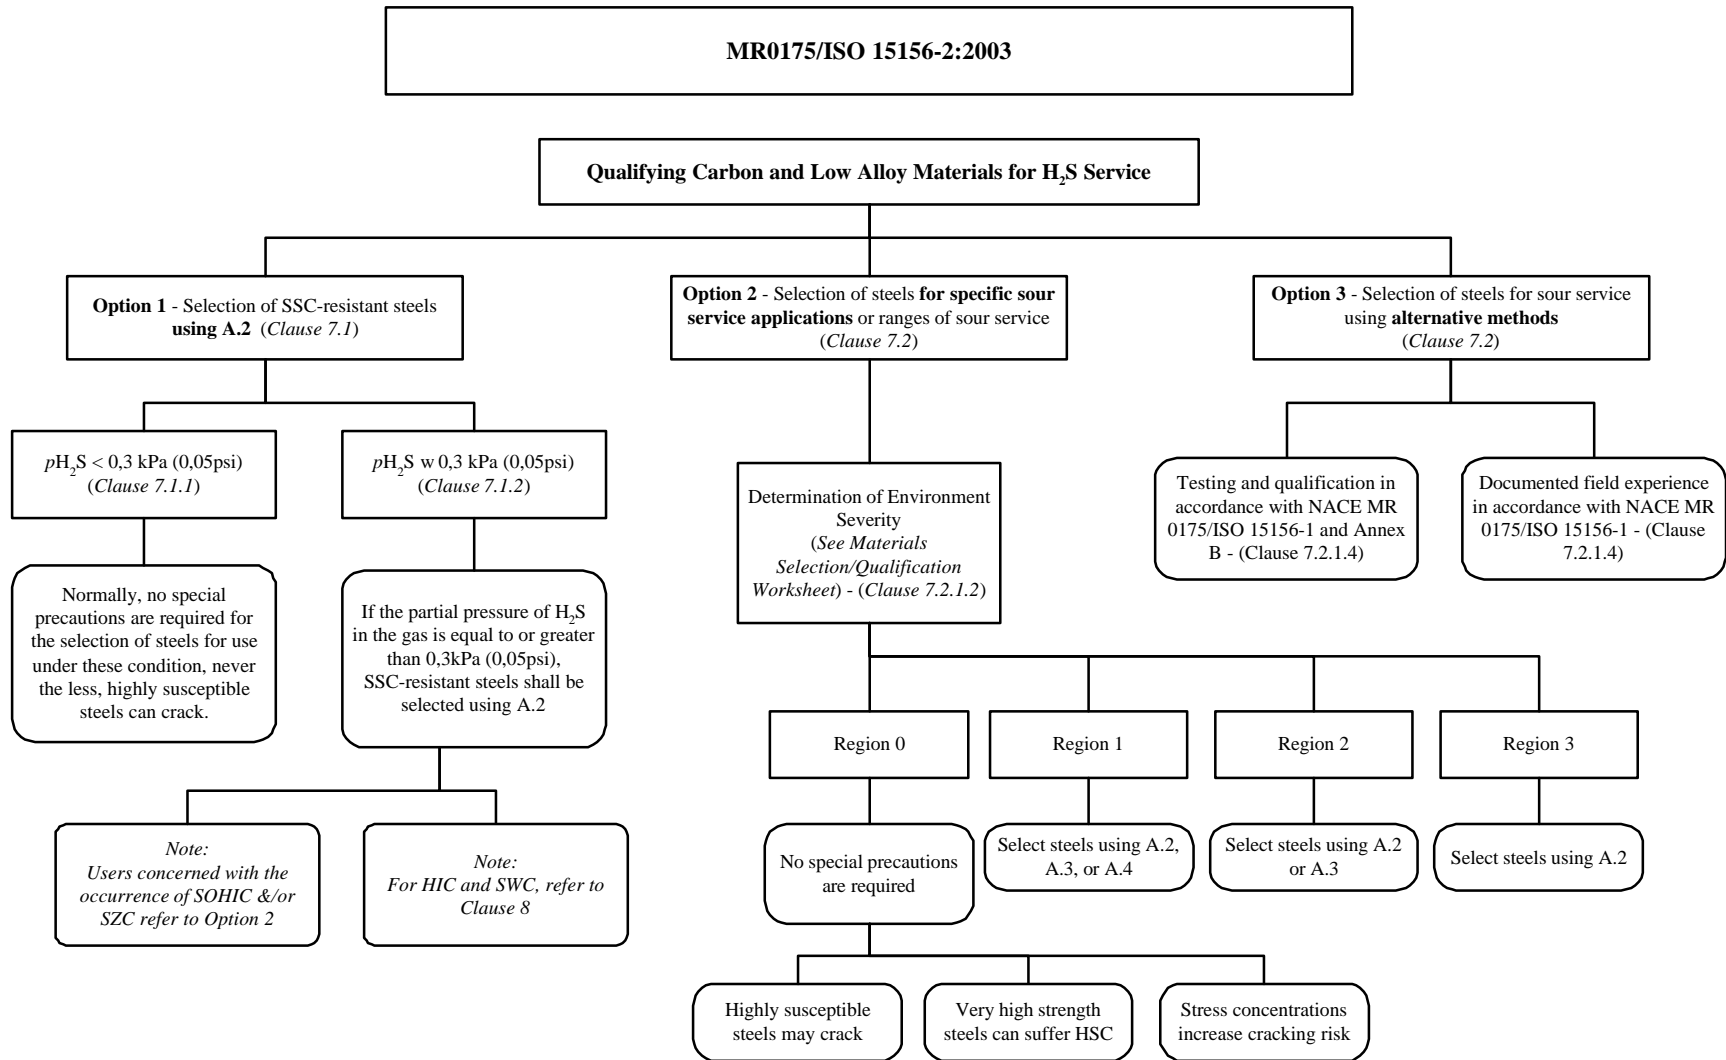 MR0175/ISO 15156-2:2003
Qualifying Carbon and Low Alloy Materials for H₂S Service
Option 1 - Selection of SSC-resistant steels
using A.2 (Clause 7.1)
Option 2 - Selection of steels for specific sour
service applications or ranges of sour service
(Clause 7.2)
Option 3 - Selection of steels for sour service
using alternative methods
(Clause 7.2)
pH₂S < 0,3 kPa (0,05psi)
(Clause 7.1.1)
pH₂S w 0,3 kPa (0,05psi)
(Clause 7.1.2)
Determination of Environment
Severity
(See Materials
Selection/Qualification
Worksheet) - (Clause 7.2.1.2)
Testing and qualification in
accordance with NACE MR
0175/ISO 15156-1 and Annex
B - (Clause 7.2.1.4)
Documented field experience
in accordance with NACE MR
0175/ISO 15156-1 - (Clause
7.2.1.4)
Normally, no special
precautions are required for
the selection of steels for use
under these condition, never
the less, highly susceptible
steels can crack.
If the partial pressure of H₂S
in the gas is equal to or greater
than 0,3kPa (0,05psi),
SSC-resistant steels shall be
selected using A.2
Region 0
Region 1
Region 2
Region 3
Note:
Users concerned with the
occurrence of SOHIC &/or
SZC refer to Option 2
Note:
For HIC and SWC, refer to
Clause 8
No special precautions
are required
Select steels using A.2,
A.3, or A.4
Select steels using A.2
or A.3
Select steels using A.2
Highly susceptible
steels may crack
Very high strength
steels can suffer HSC
Stress concentrations
increase cracking risk